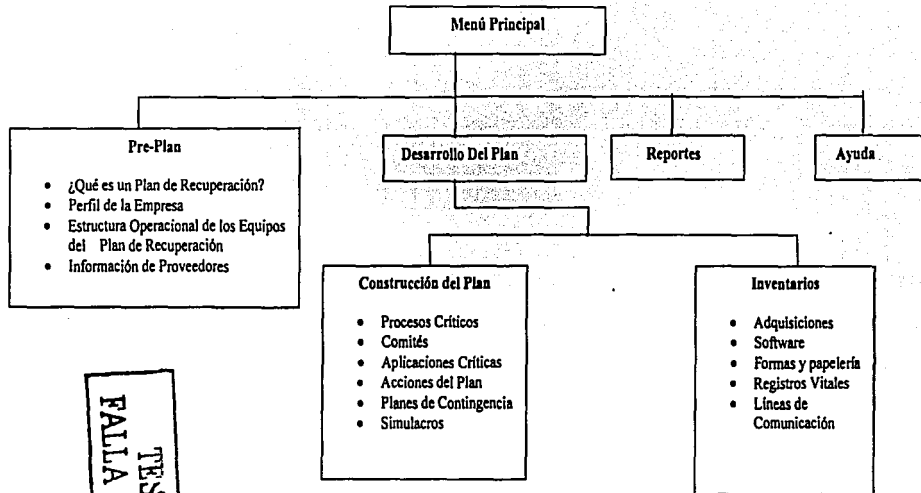 Menú Principal
Pre-Plan
• ¿Qué es un Plan de Recuperación?
• Perfil de la Empresa
• Estructura Operacional de los Equipos
del Plan de Recuperación
• Información de Proveedores
Desarrollo Del Plan
Reportes
Ayuda
Construcción del Plan
• Procesos Críticos
• Comités
• Aplicaciones Críticas
• Acciones del Plan
• Planes de Contingencia
• Simulacros
Inventarios
• Adquisiciones
• Software
• Formas y papelería
• Registros Vitales
• Líneas de
Comunicación
FALLA